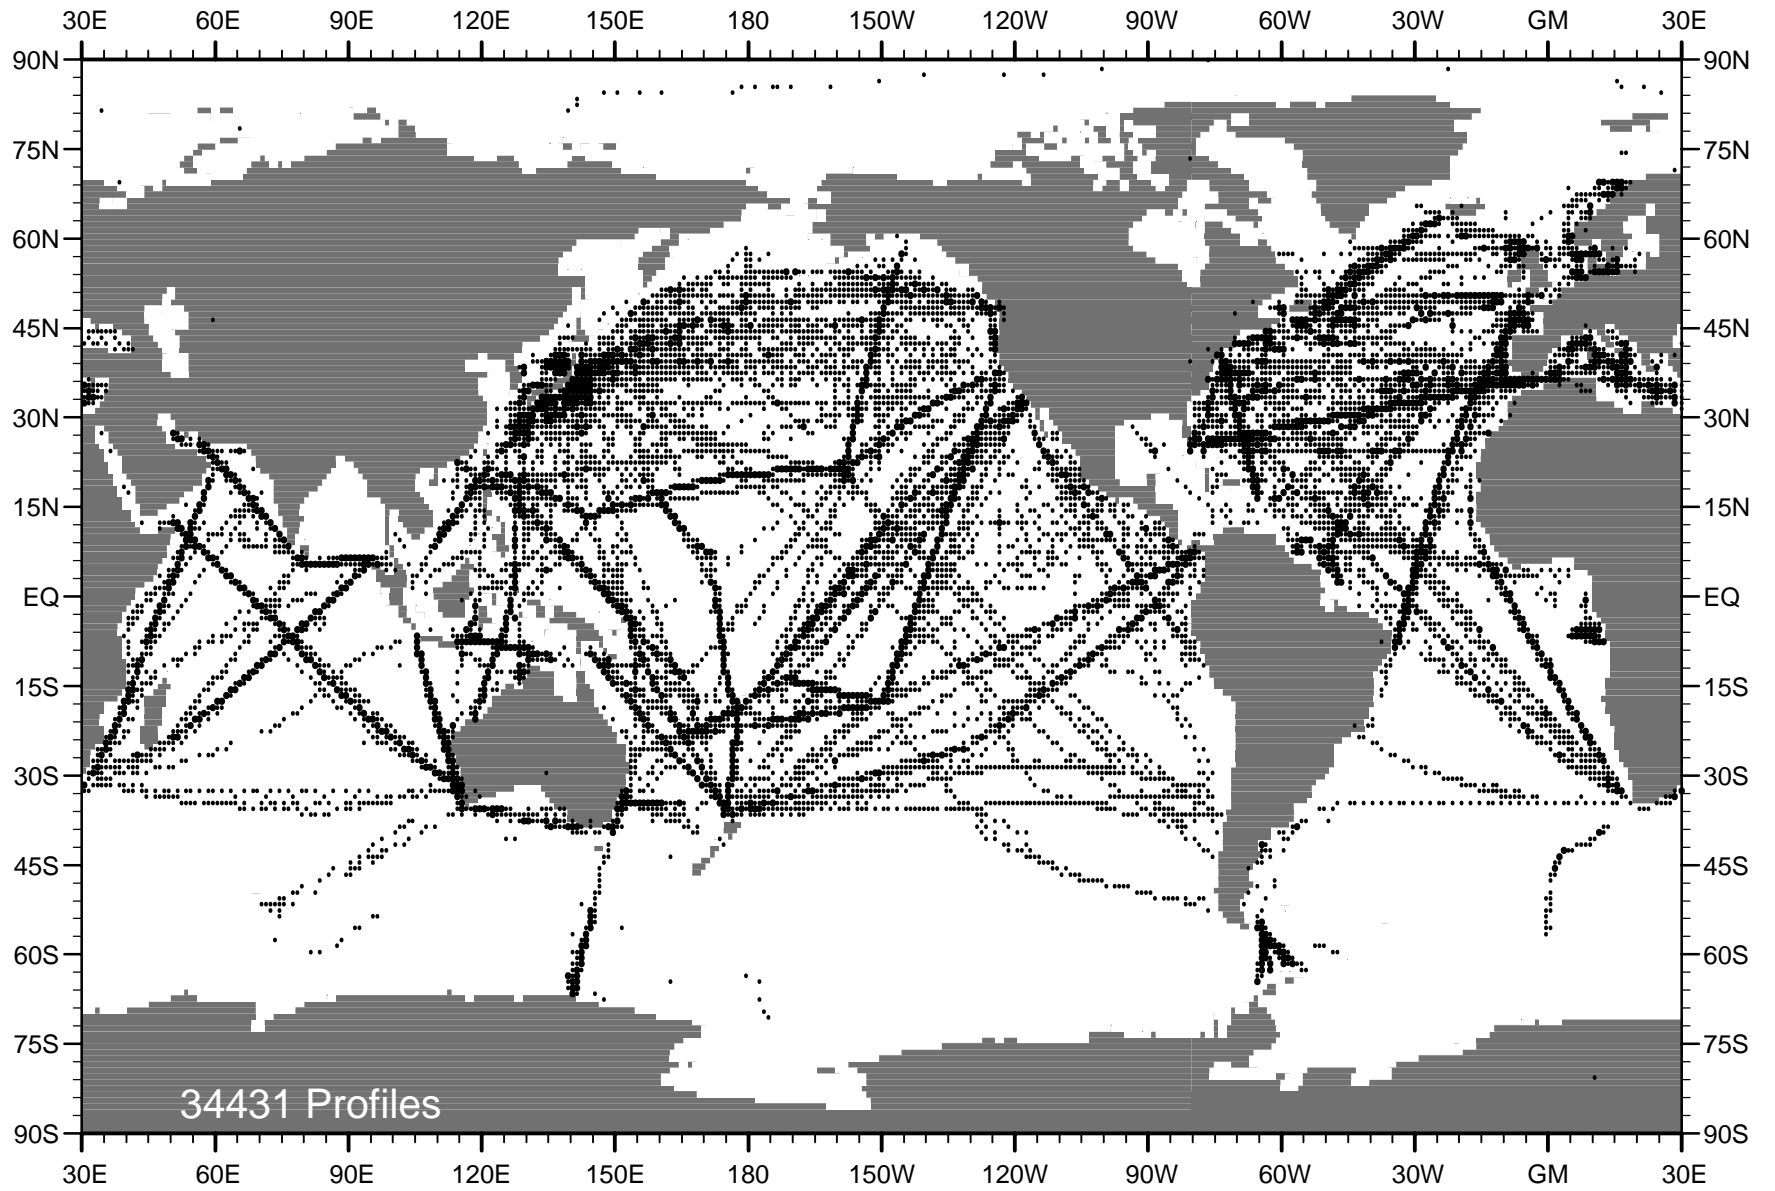 30E 60E 90E 120E 150E 180 150W 120W 90W 60W 30W GM 30E
90N 90N
75N 75N
60N 60N
45N 45N
30N 30N
15N 15N
EQ EQ
15S 15S
30S 30S
45S 45S
60S 60S
75S 75S
34431 Profiles
90S 90S
30E 60E 90E 120E 150E 180 150W 120W 90W 60W 30W GM 30E